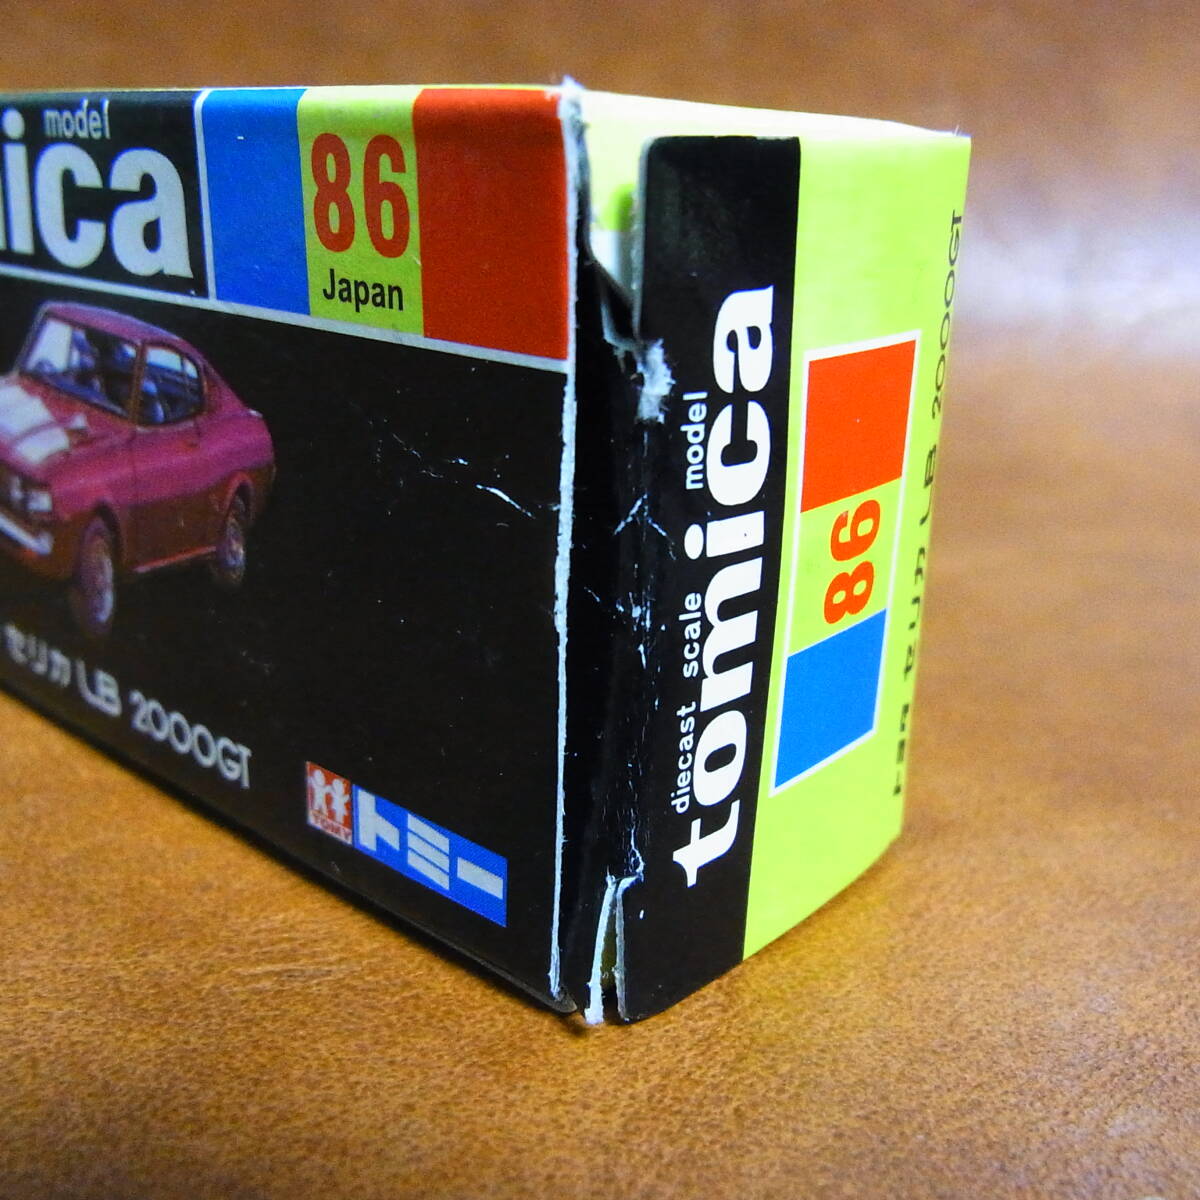 model
ica
86
Japan
セリカ LB 2000GT
TOMY
トミー
diecast scale model
tomica
86
トヨタ セリカ LB 2000GT